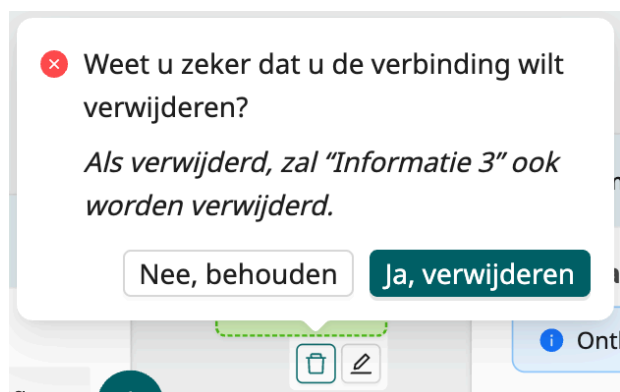 Weet u zeker dat u de verbinding wilt
verwijderen?
Als verwijderd, zal “Informatie 3” ook
worden verwijderd.
Nee, behouden
Ja, verwijderen